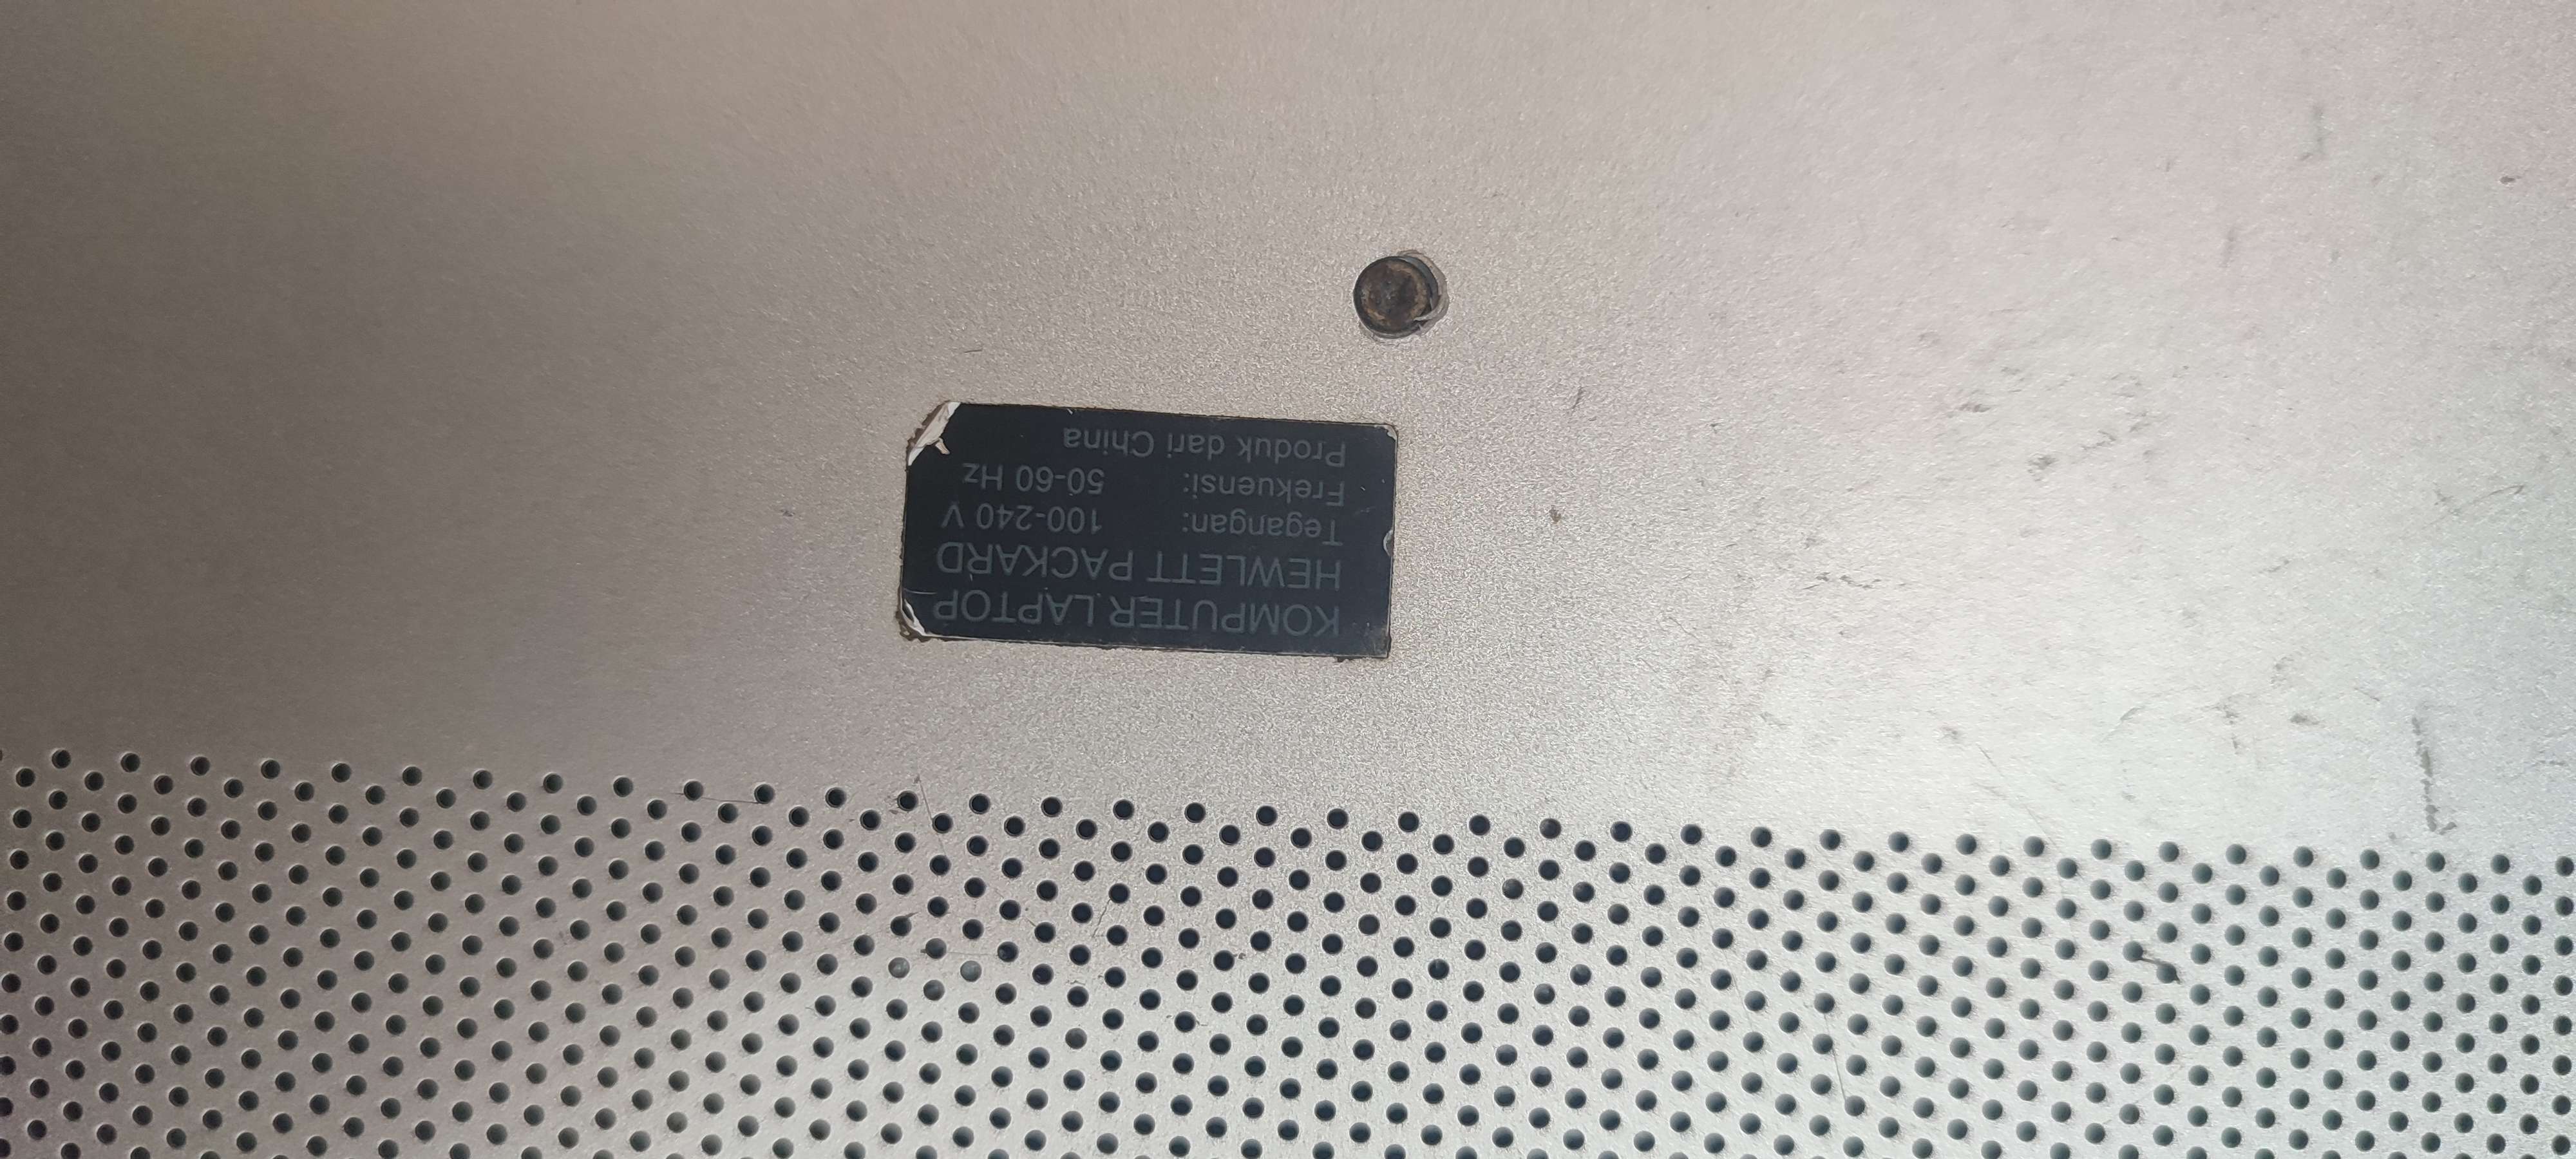 KOMPUTER LAPTOP
HEWLETT PACKARD
Tegangan: 100-240 V
Frekuensi: 50-60 Hz
Produk dari China